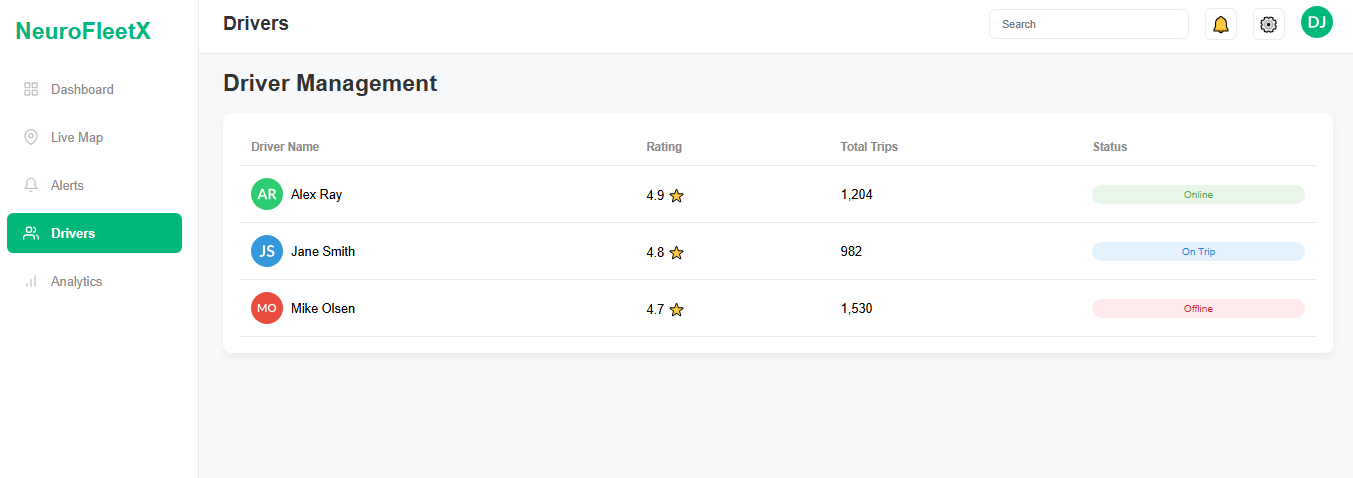 NeuroFleetX
Dashboard
Live Map
Alerts
Drivers
Analytics
Drivers
Search
DJ
Driver Management
Driver Name Rating Total Trips Status
AR Alex Ray 4.9 1,204 Online
JS Jane Smith 4.8 982 On Trip
MO Mike Olsen 4.7 1,530 Offline